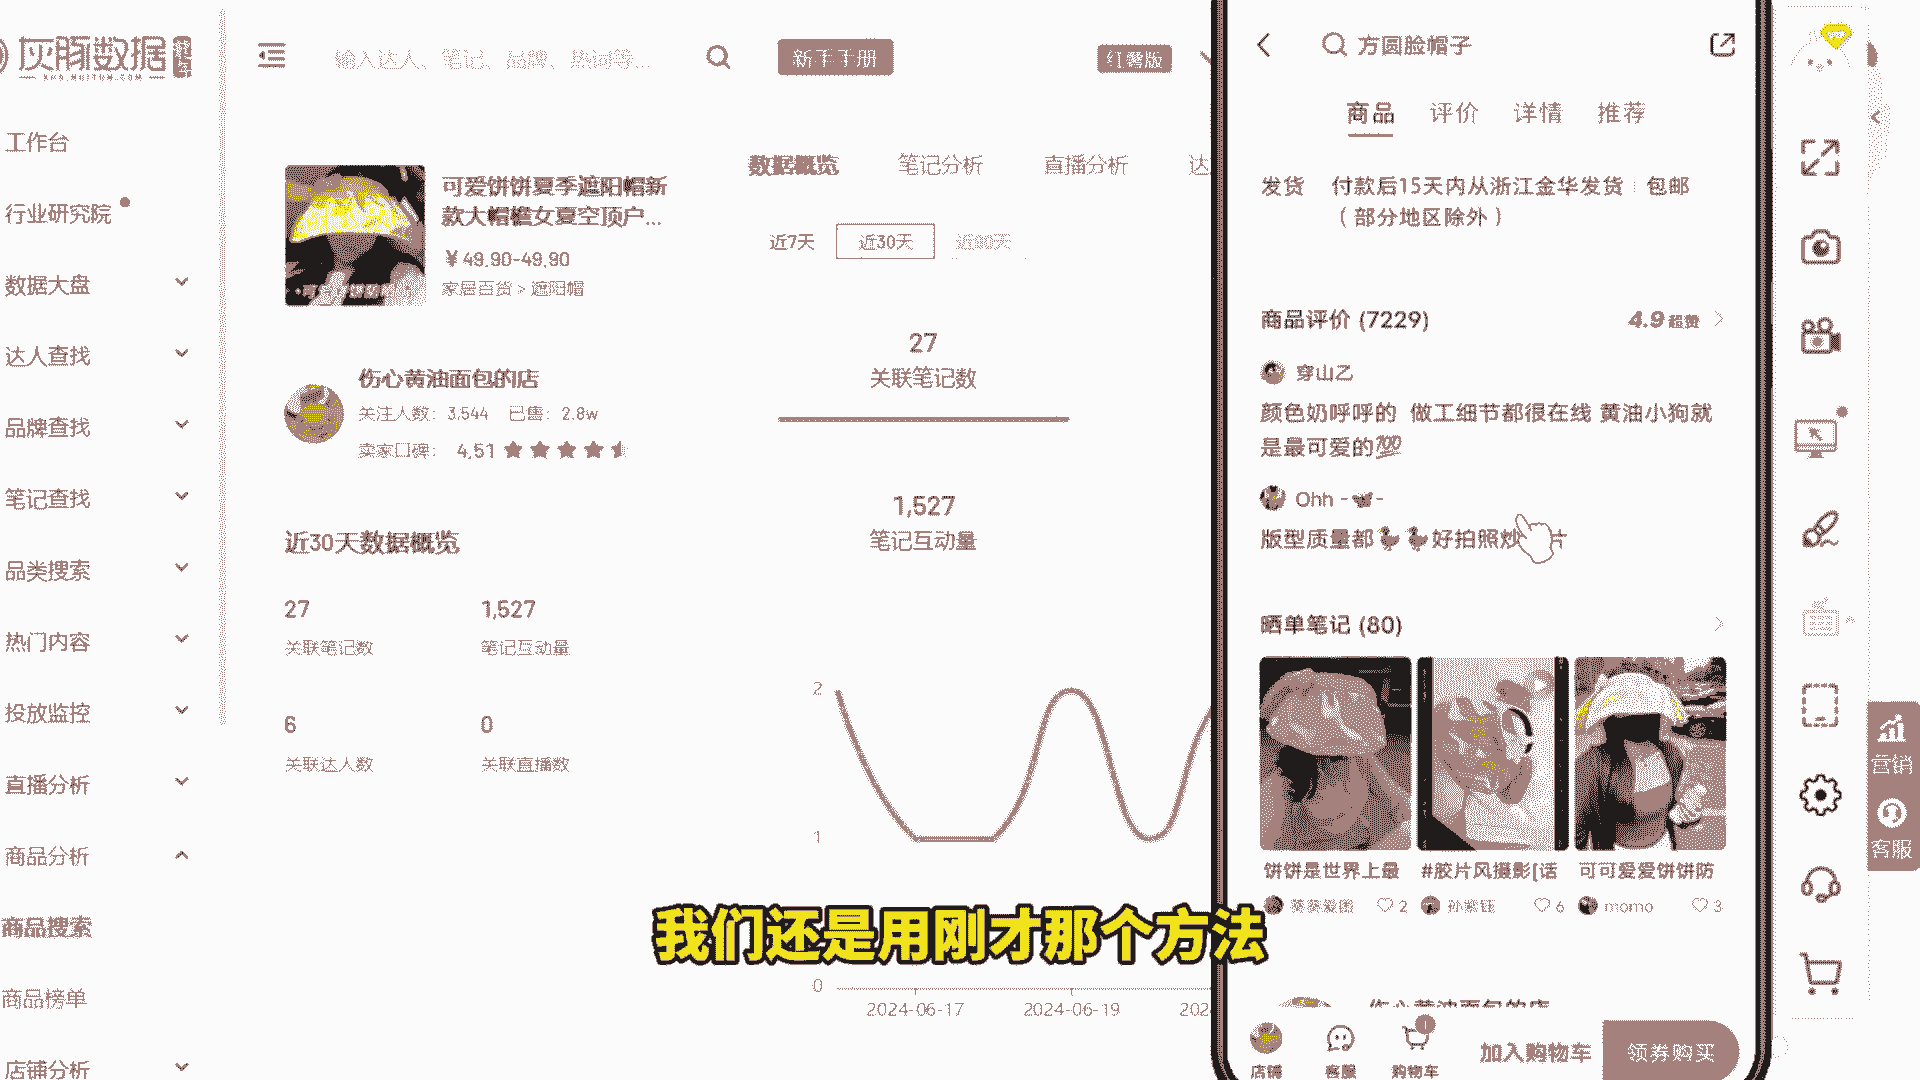 灰豚数据
XHS.HUITUN.COM
输入达人、笔记、品牌、热词等...
新手手册
红薯版
工作台
行业研究院
数据大盘
达人查找
品牌查找
笔记查找
品类搜索
热门内容
投放监控
直播分析
商品分析
商品搜索
商品榜单
店铺分析
可爱饼饼夏季遮阳帽新
款大帽檐女夏空顶户...
¥49.90-49.90
家居百货 > 遮阳帽
伤心黄油面包的店
关注人数： 3,544 已售： 2.8w
卖家口碑： 4.51
近30天数据概览
27
关联笔记数
1,527
笔记互动量
6
关联达人数
0
关联直播数
数据概览 笔记分析 直播分析 达
近7天 近30天 近90天
27
关联笔记数
1,527
笔记互动量
2
1
0
2024-06-17 2024-06-19 202
方圆脸帽子
商品 评价 详情 推荐
发货 付款后15天内从浙江金华发货 包邮
（部分地区除外）
商品评价 (7229) 4.9 超赞
穿山乙
颜色奶呼呼的 做工细节都很在线 黄油小狗就
是最可爱的💯
Ohh -🦋-
版型质量都🦆🦆好拍照炒
晒单笔记 (80)
饼饼是世界上最 #胶片风摄影[话 可可爱爱饼饼防
2 孙紫钰 6 momo 3
伤心黄油面包的店
店铺 客服 购物车 1
加入购物车 领券购买
营销
客服
我们还是用刚才那个方法